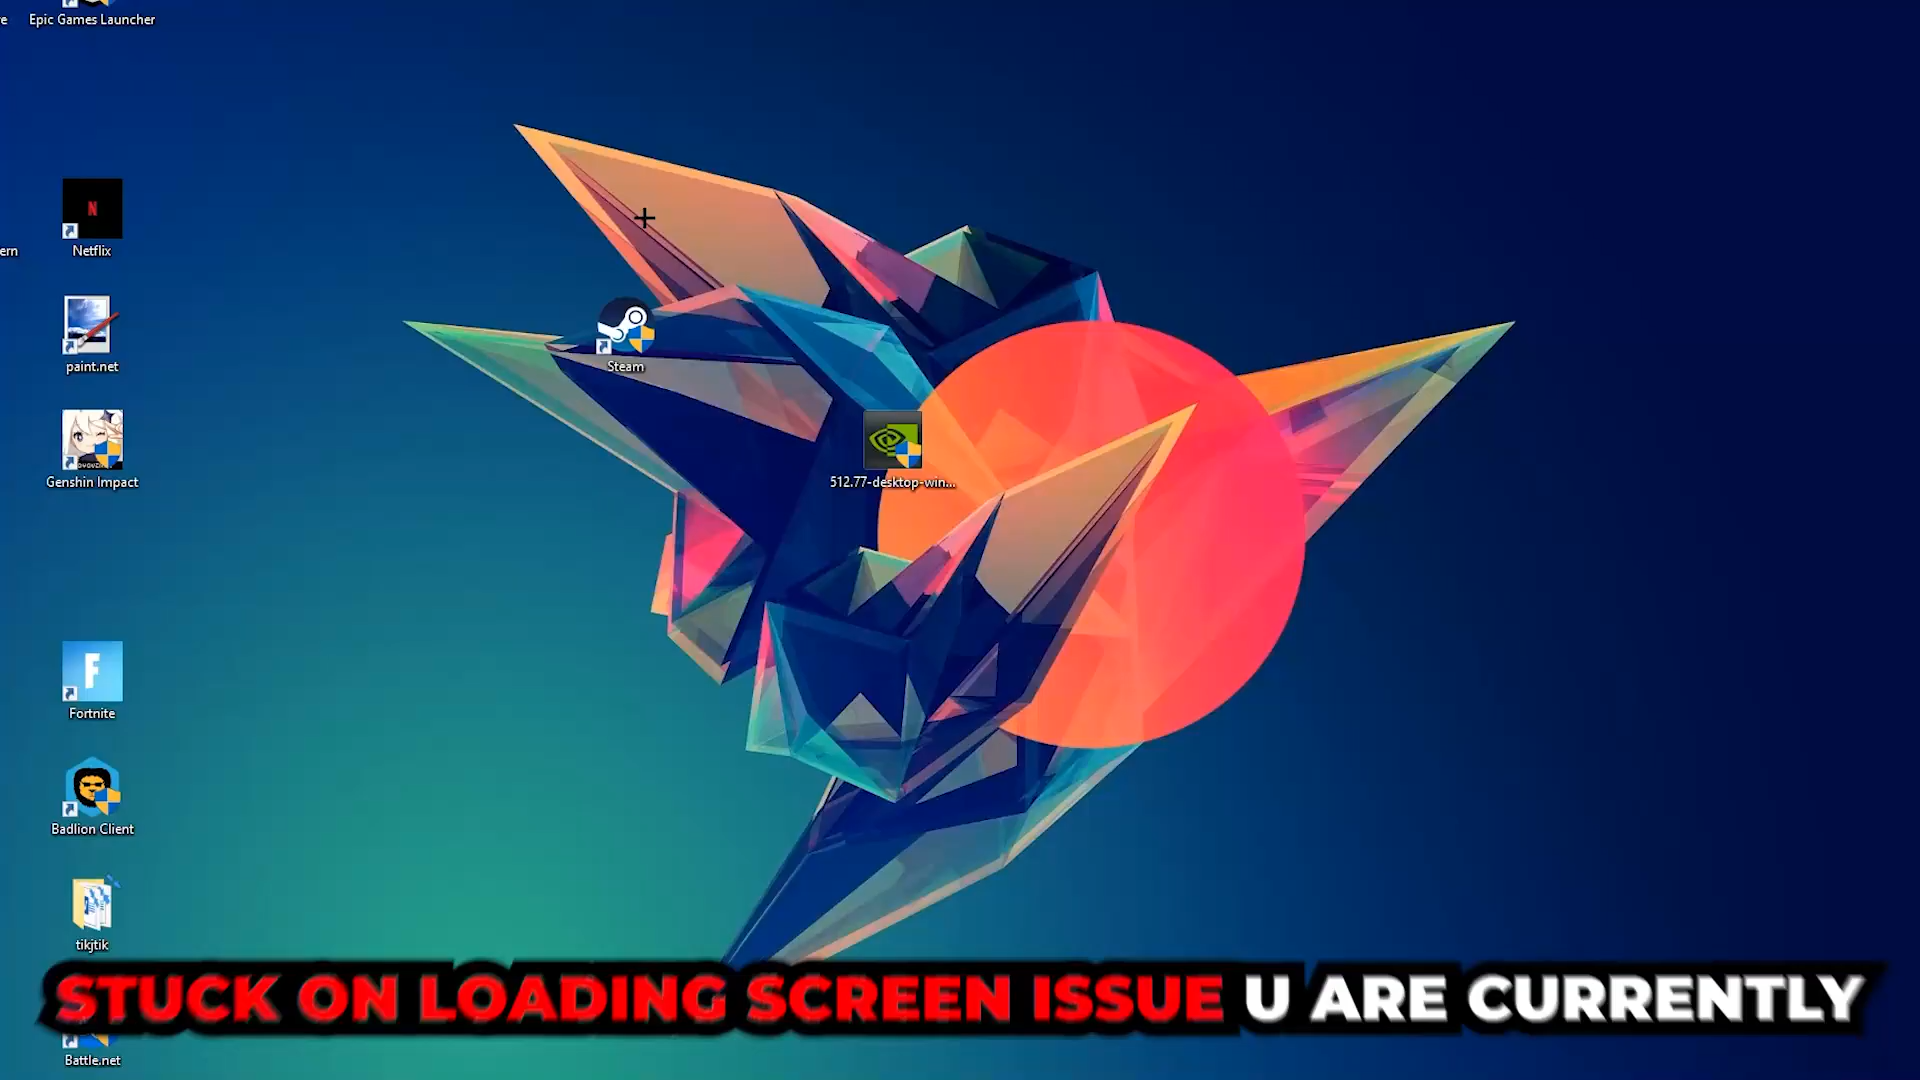 Epic Games Launcher
N
Netflix
ern
paint.net
Steam
Genshin Impact
512.77-desktop-win...
F
Fortnite
Badlion Client
tikjtik
STUCK ON LOADING SCREEN ISSUE U ARE CURRENTLY
Battle.net